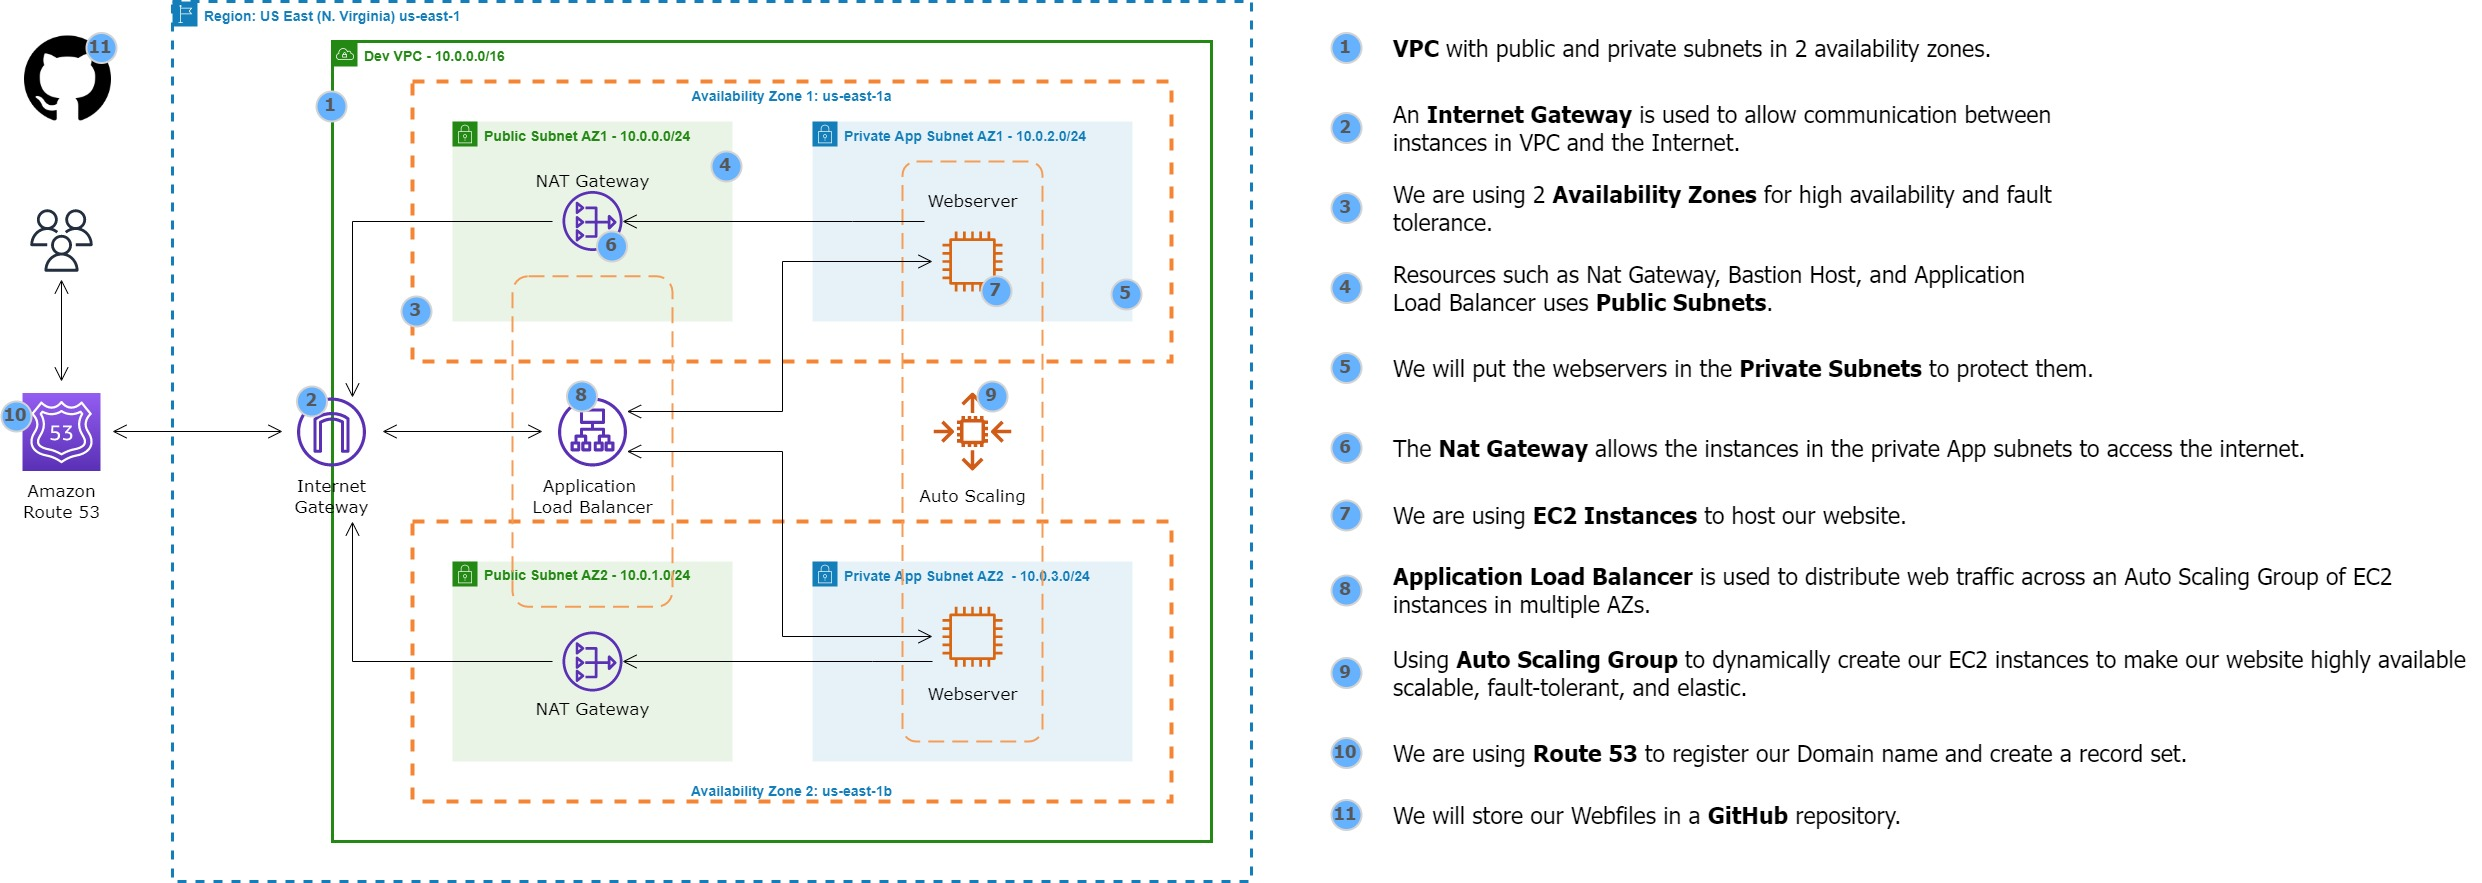 Region: US East (N. Virginia) us-east-1
11
Dev VPC - 10.0.0.0/16
1
Availability Zone 1: us-east-1a
Public Subnet AZ1 - 10.0.0.0/24
Private App Subnet AZ1 - 10.0.2.0/24
4
NAT Gateway
Webserver
6
7
5
3
2
8
9
10
53
Internet
Gateway
Application
Load Balancer
Auto Scaling
Amazon
Route 53
Public Subnet AZ2 - 10.0.1.0/24
Private App Subnet AZ2 - 10.0.3.0/24
Webserver
NAT Gateway
Availability Zone 2: us-east-1b
1
VPC with public and private subnets in 2 availability zones.
2
An Internet Gateway is used to allow communication between
instances in VPC and the Internet.
3
We are using 2 Availability Zones for high availability and fault
tolerance.
4
Resources such as Nat Gateway, Bastion Host, and Application
Load Balancer uses Public Subnets.
5
We will put the webservers in the Private Subnets to protect them.
6
The Nat Gateway allows the instances in the private App subnets to access the internet.
7
We are using EC2 Instances to host our website.
8
Application Load Balancer is used to distribute web traffic across an Auto Scaling Group of EC2
instances in multiple AZs.
9
Using Auto Scaling Group to dynamically create our EC2 instances to make our website highly available
scalable, fault-tolerant, and elastic.
10
We are using Route 53 to register our Domain name and create a record set.
11
We will store our Webfiles in a GitHub repository.